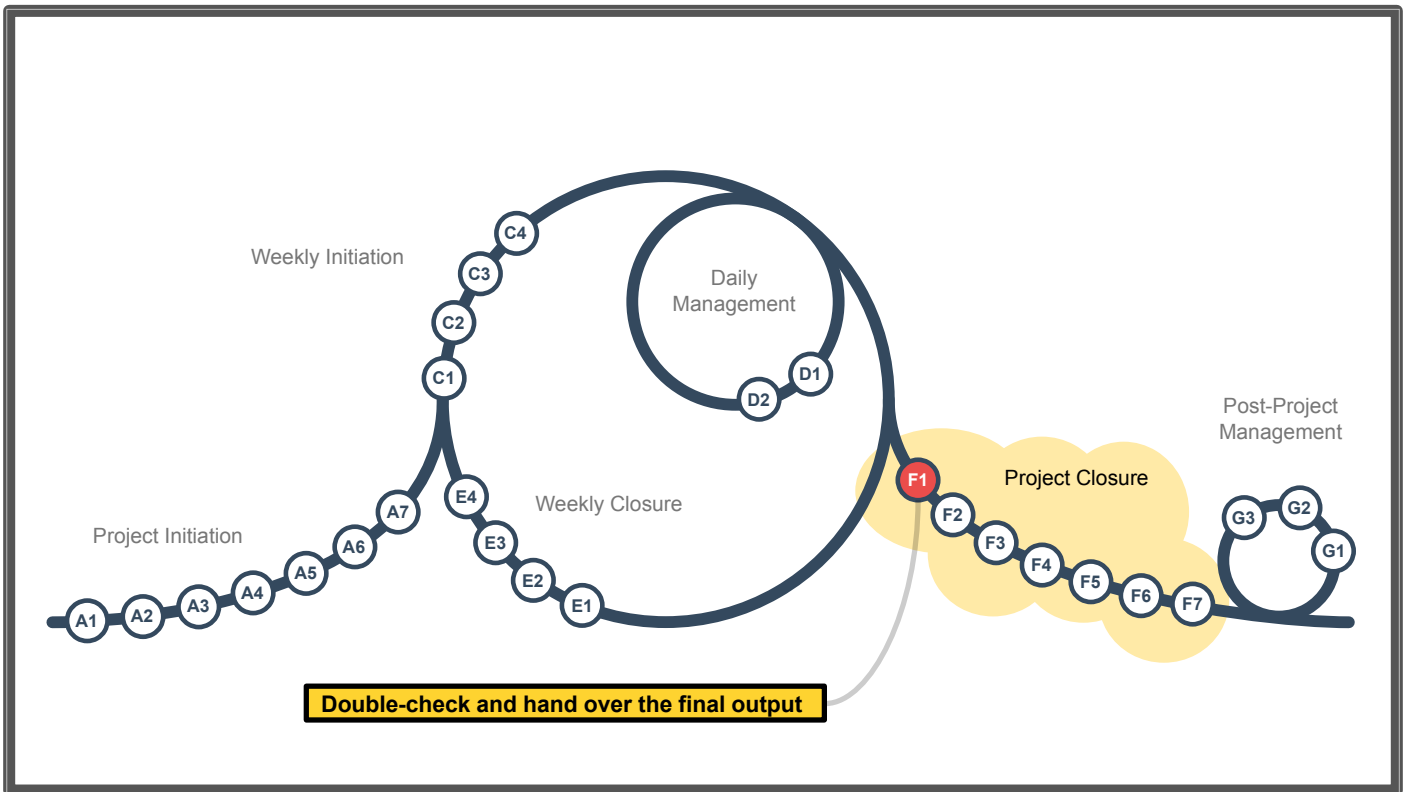 C4
Weekly Initiation
C3
C2
C1
Daily
Management
D1
D2
Post-Project
Management
Project Closure
F1
F2
F3
F4
F5
F6
F7
G3
G2
G1
Weekly Closure
E4
E3
E2
E1
Project Initiation
A1
A2
A3
A4
A5
A6
A7
Double-check and hand over the final output